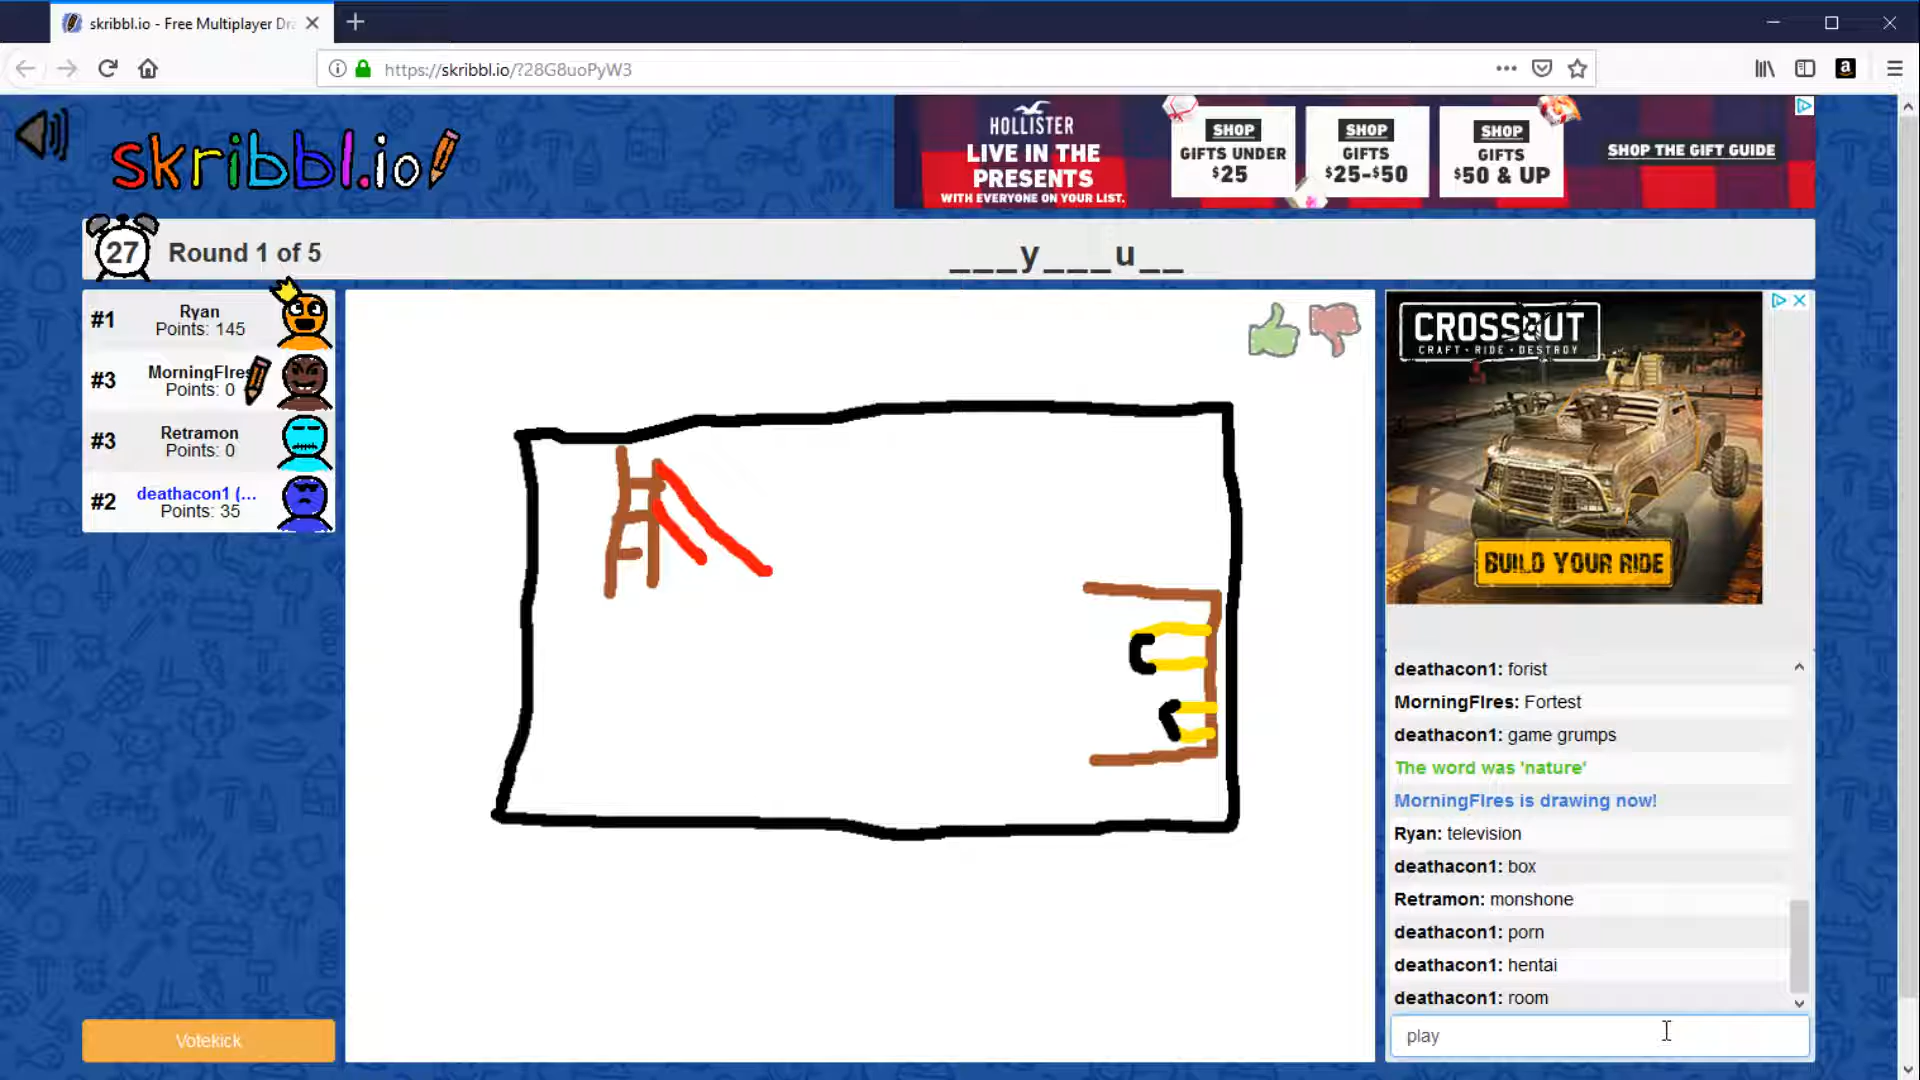 skribbl.io - Free Multiplayer Dra
https://skribbl.io/?28G8uoPyW3
skribbl.io
HOLLISTER
LIVE IN THE
PRESENTS
WITH EVERYONE ON YOUR LIST.
SHOP
GIFTS UNDER
$25
SHOP
GIFTS
$25-$50
SHOP
GIFTS
$50 & UP
SHOP THE GIFT GUIDE
27
Round 1 of 5
___y___u__
#1
Ryan
Points: 145
#3
MorningFIres
Points: 0
#3
Retramon
Points: 0
#2
deathacon1 (...
Points: 35
Votekick
CROSSOUT
CRAFT • RIDE • DESTROY
BUILD YOUR RIDE
deathacon1: forist
MorningFIres: Fortest
deathacon1: game grumps
The word was 'nature'
MorningFIres is drawing now!
Ryan: television
deathacon1: box
Retramon: monshone
deathacon1: porn
deathacon1: hentai
deathacon1: room
play